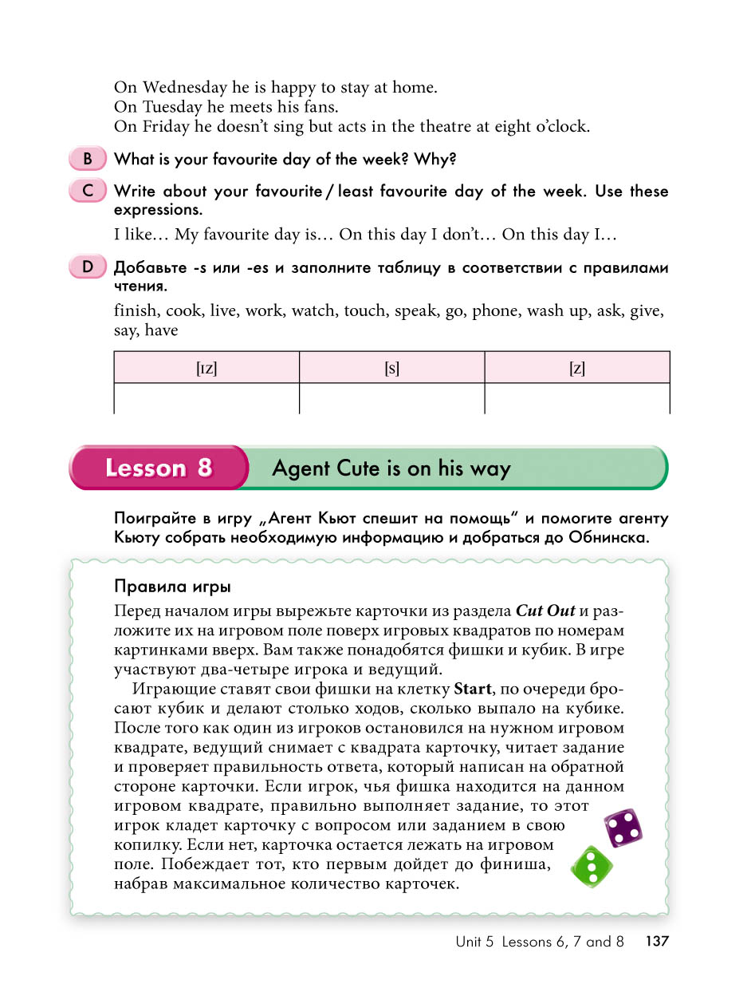 On Wednesday he is happy to stay at home.
On Tuesday he meets his fans.
On Friday he doesn’t sing but acts in the theatre at eight o’clock.
B What is your favourite day of the week? Why?
C Write about your favourite / least favourite day of the week. Use these
expressions.
I like… My favourite day is… On this day I don’t… On this day I…
D Добавьте -s или -es и заполните таблицу в соответствии с правилами
чтения.
finish, cook, live, work, watch, touch, speak, go, phone, wash up, ask, give,
say, have
[ɪz] [s] [z]
Lesson 8 Agent Cute is on his way
Поиграйте в игру „Агент Кьют спешит на помощь“ и помогите агенту
Кьюту собрать необходимую информацию и добраться до Обнинска.
Правила игры
Перед началом игры вырежьте карточки из раздела Cut Out и раз-
ложите их на игровом поле поверх игровых квадратов по номерам
картинками вверх. Вам также понадобятся фишки и кубик. В игре
участвуют два-четыре игрока и ведущий.
Играющие ставят свои фишки на клетку Start, по очереди бро-
сают кубик и делают столько ходов, сколько выпало на кубике.
После того как один из игроков остановился на нужном игровом
квадрате, ведущий снимает с квадрата карточку, читает задание
и проверяет правильность ответа, который написан на обратной
стороне карточки. Если игрок, чья фишка находится на данном
игровом квадрате, правильно выполняет задание, то этот
игрок кладет карточку с вопросом или заданием в свою
копилку. Если нет, карточка остается лежать на игровом
поле. Побеждает тот, кто первым дойдет до финиша,
набрав максимальное количество карточек.
Unit 5 Lessons 6, 7 and 8 137